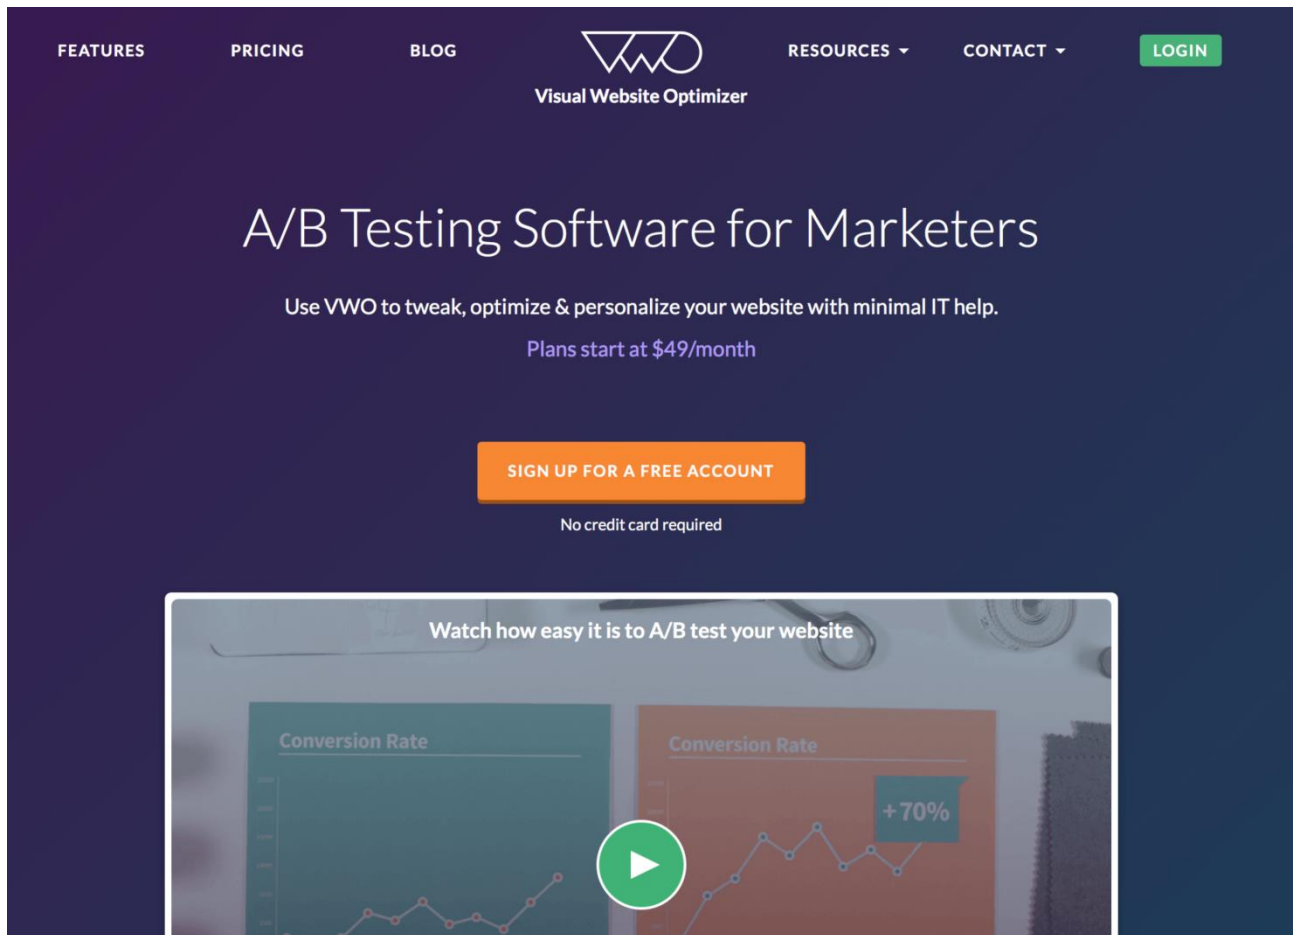 FEATURES
PRICING
BLOG
VWO
Visual Website Optimizer
RESOURCES
CONTACT
LOGIN
A/B Testing Software for Marketers
Use VWO to tweak, optimize & personalize your website with minimal IT help.
Plans start at $49/month
SIGN UP FOR A FREE ACCOUNT
No credit card required
Watch how easy it is to A/B test your website
Conversion Rate
Conversion Rate
+70%